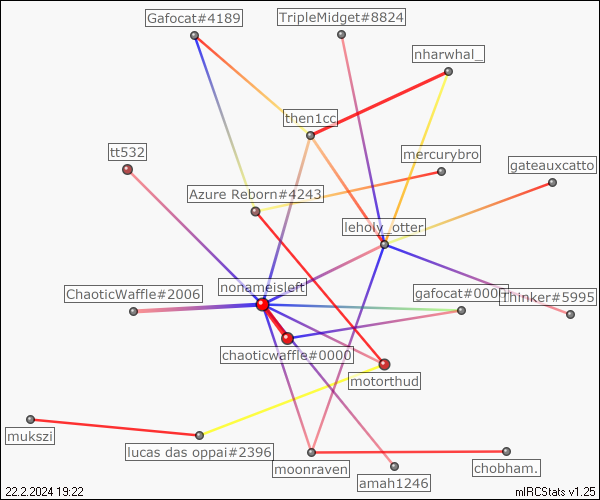 Gafocat#4189
TripleMidget#8824
nharwhal_
then1cc
tt532
mercurybro
gateauxcatto
Azure Reborn#4243
leholy_otter
nonameisleft
ChaoticWaffle#2006
gafocat#0000
Thinker#5995
chaoticwaffle#0000
motorthud
mukszi
lucas das oppai#2396
moonraven
chobham.
amah1246
22.2.2024 19:22
mIRCStats v1.25